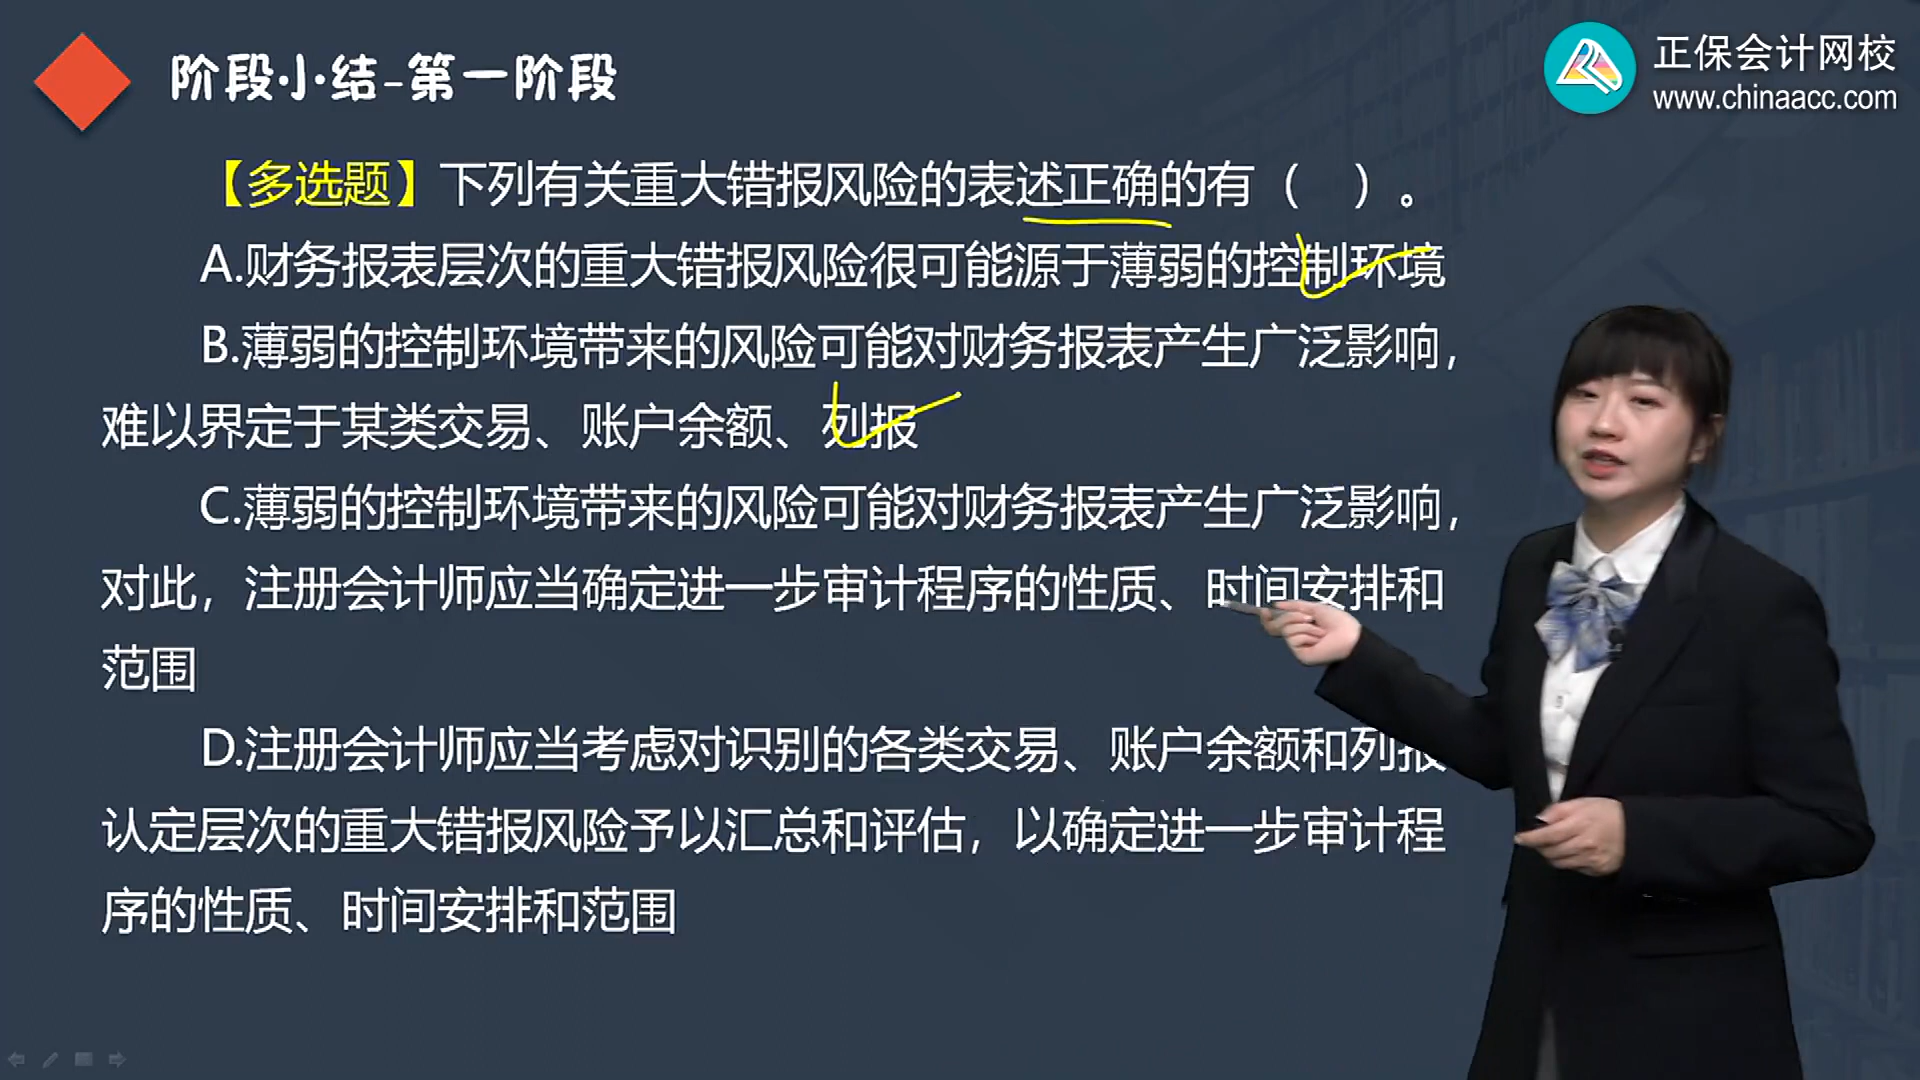 阶段小结-第一阶段
正保会计网校
www.chinaacc.com
【多选题】下列有关重大错报风险的表述正确的有（ ）。
A.财务报表层次的重大错报风险很可能源于薄弱的控制环境
B.薄弱的控制环境带来的风险可能对财务报表产生广泛影响，
难以界定于某类交易、账户余额、列报
C.薄弱的控制环境带来的风险可能对财务报表产生广泛影响，
对此，注册会计师应当确定进一步审计程序的性质、时间安排和
范围
D.注册会计师应当考虑对识别的各类交易、账户余额和列报
认定层次的重大错报风险予以汇总和评估，以确定进一步审计程
序的性质、时间安排和范围